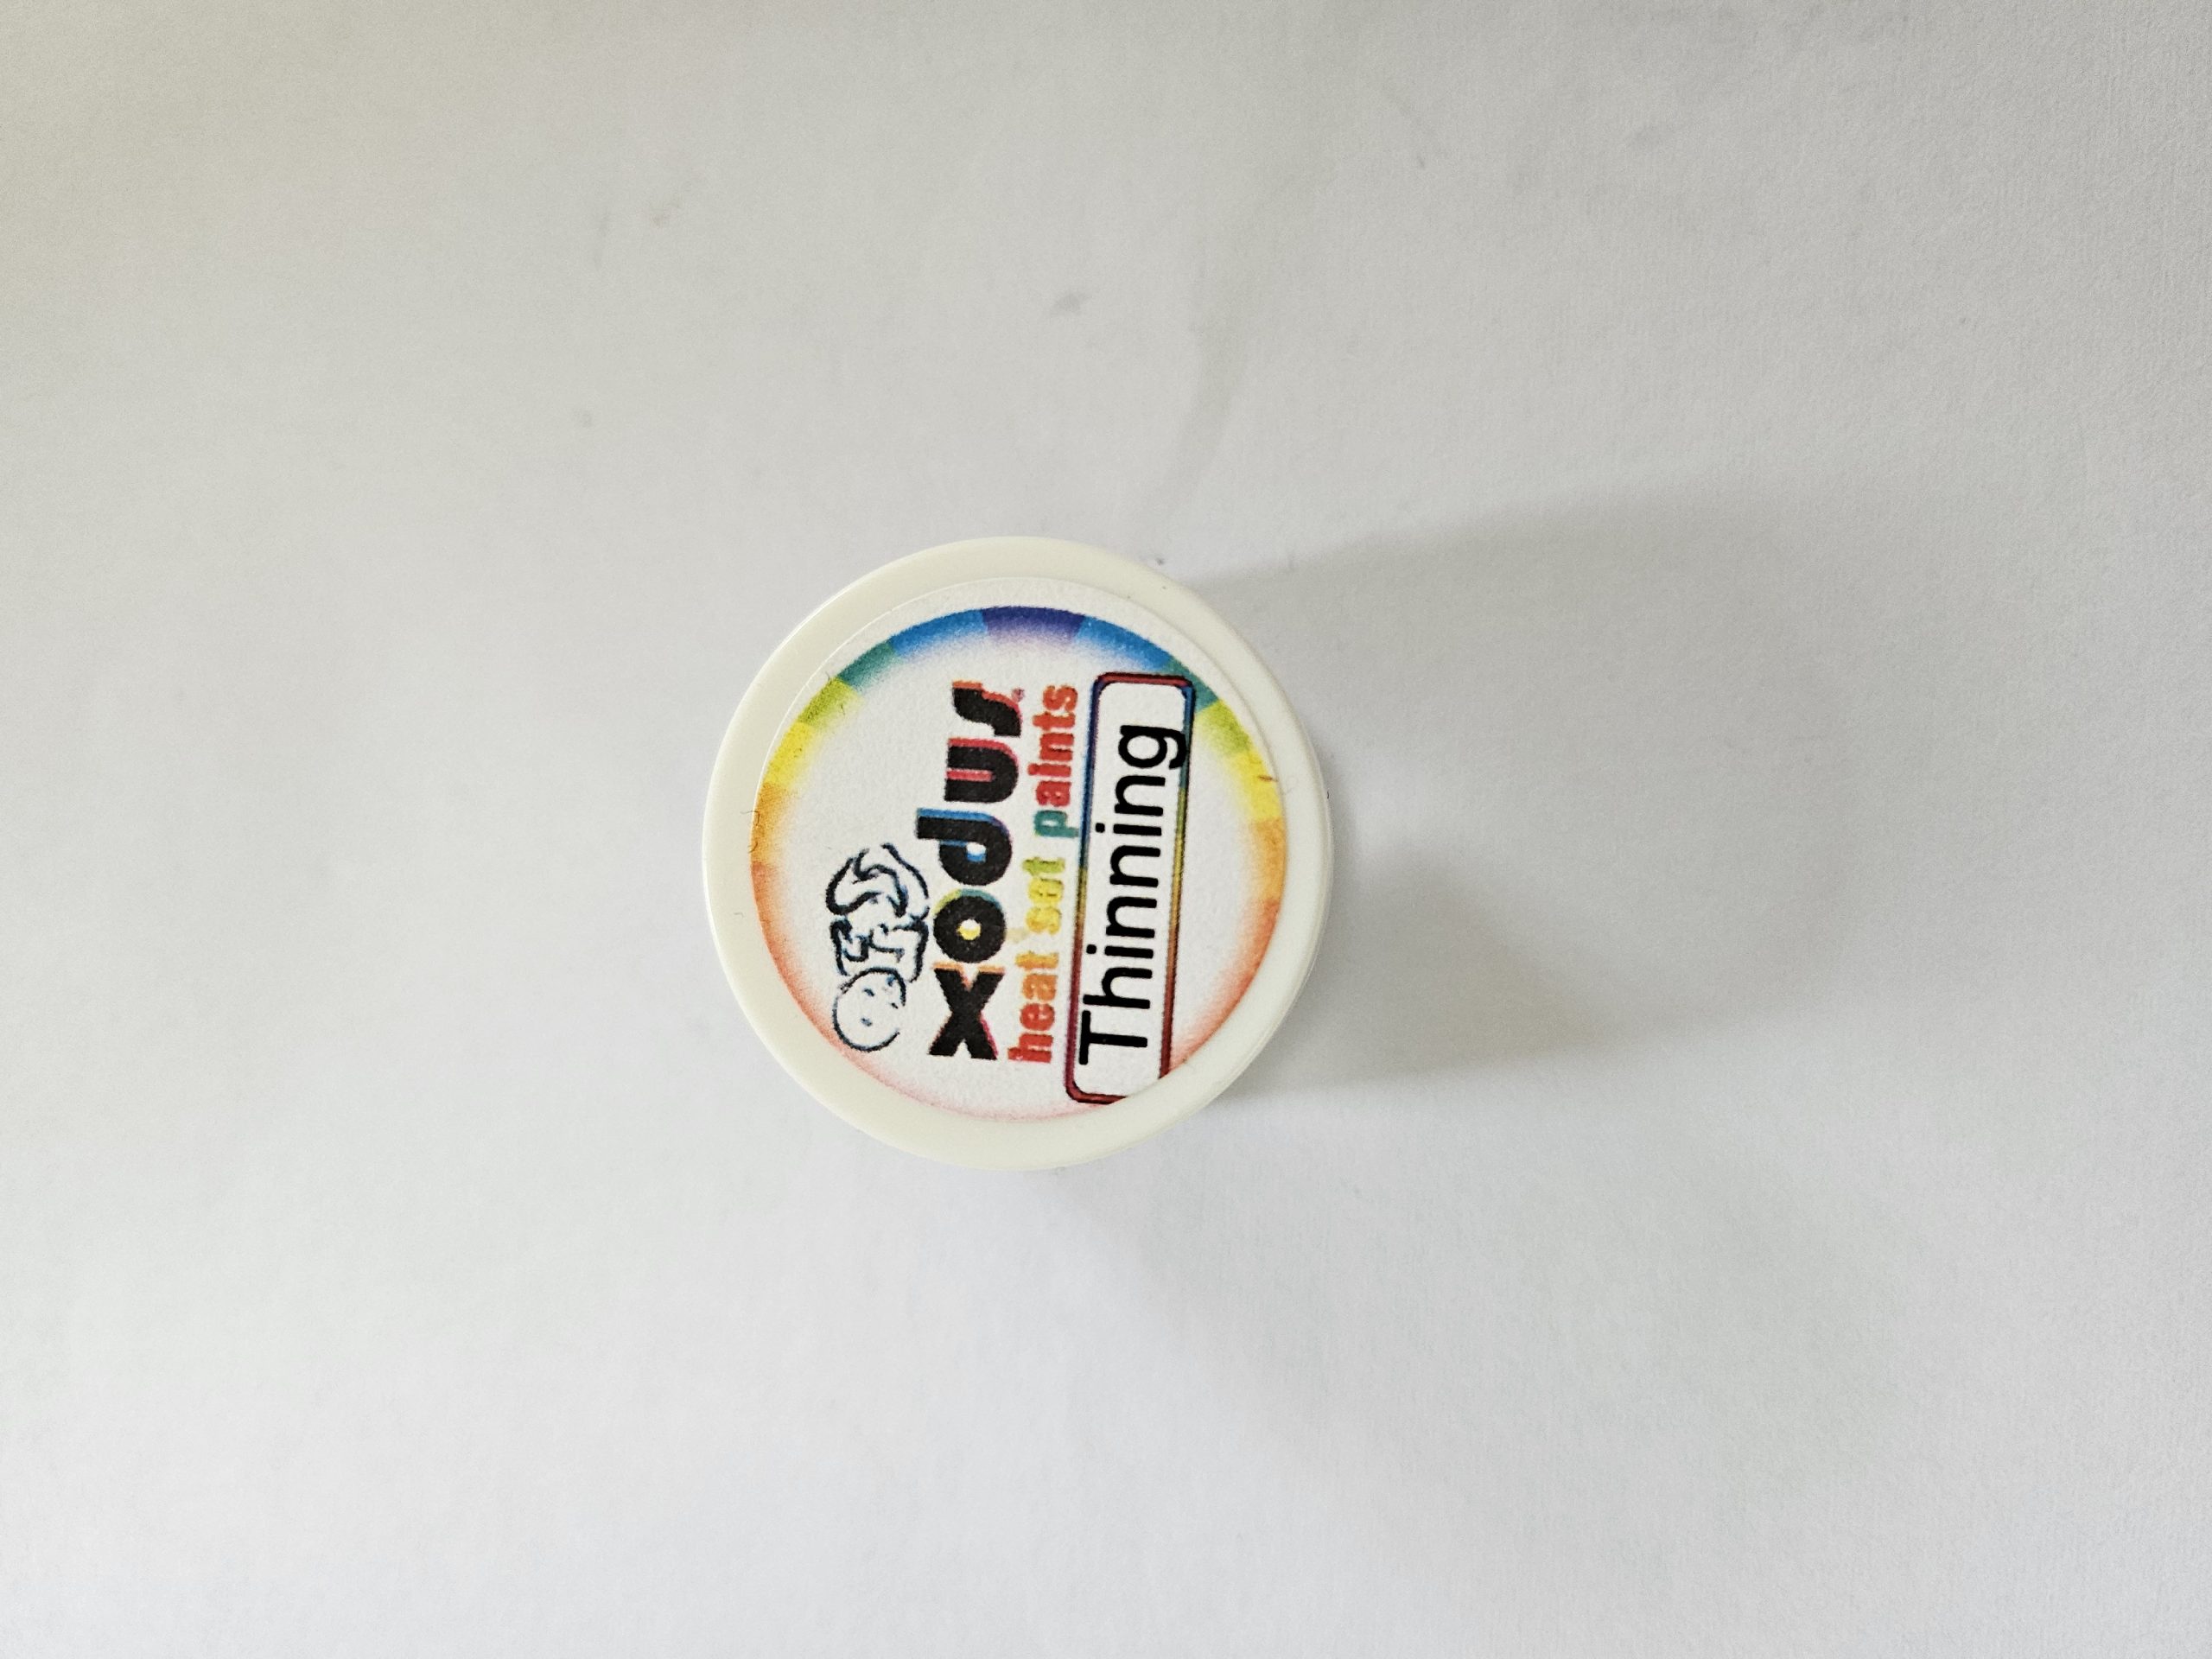 xodus
heat set paints
Thinning